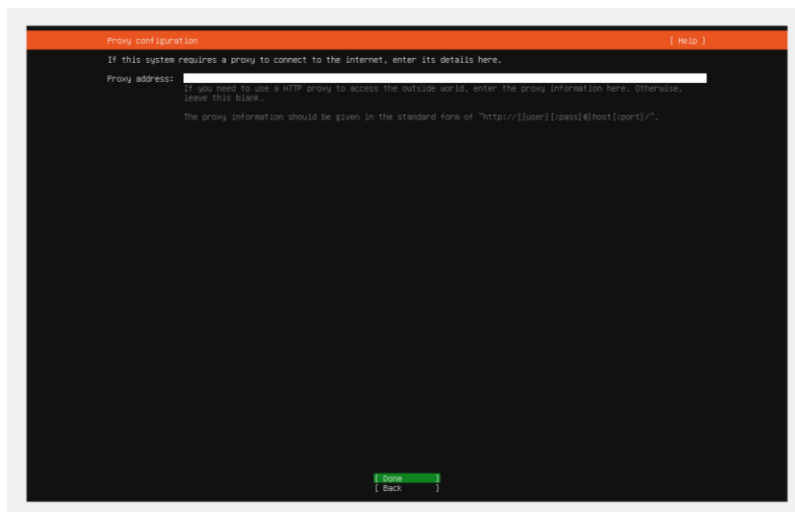 Proxy configuration [ Help ]
If this system requires a proxy to connect to the internet, enter its details here.
Proxy address:
If you need to use a HTTP proxy to access the outside world, enter the proxy information here. Otherwise,
leave this blank.
The proxy information should be given in the standard form of "http://[[user][:pass]@]host[:port]/".
[ Done ]
[ Back ]